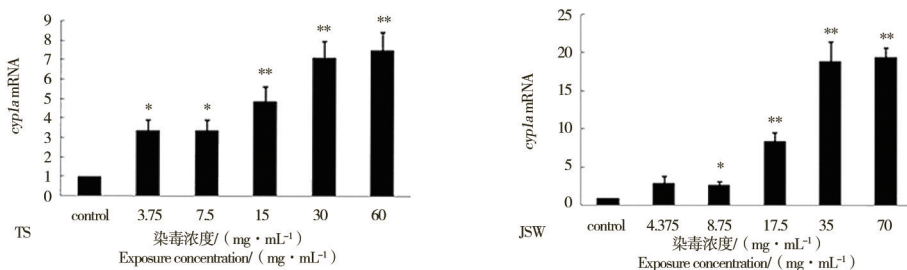 9
8
7
6
5
4
3
2
1
0
cyp1a mRNA
*
*
**
**
**
control 3.75 7.5 15 30 60
TS
染毒浓度/（mg·mL⁻¹）
Exposure concentration/（mg·mL⁻¹）
25
20
15
10
5
0
cyp1a mRNA
*
**
**
**
control 4.375 8.75 17.5 35 70
JSW
染毒浓度/（mg·mL⁻¹）
Exposure concentration/（mg·mL⁻¹）